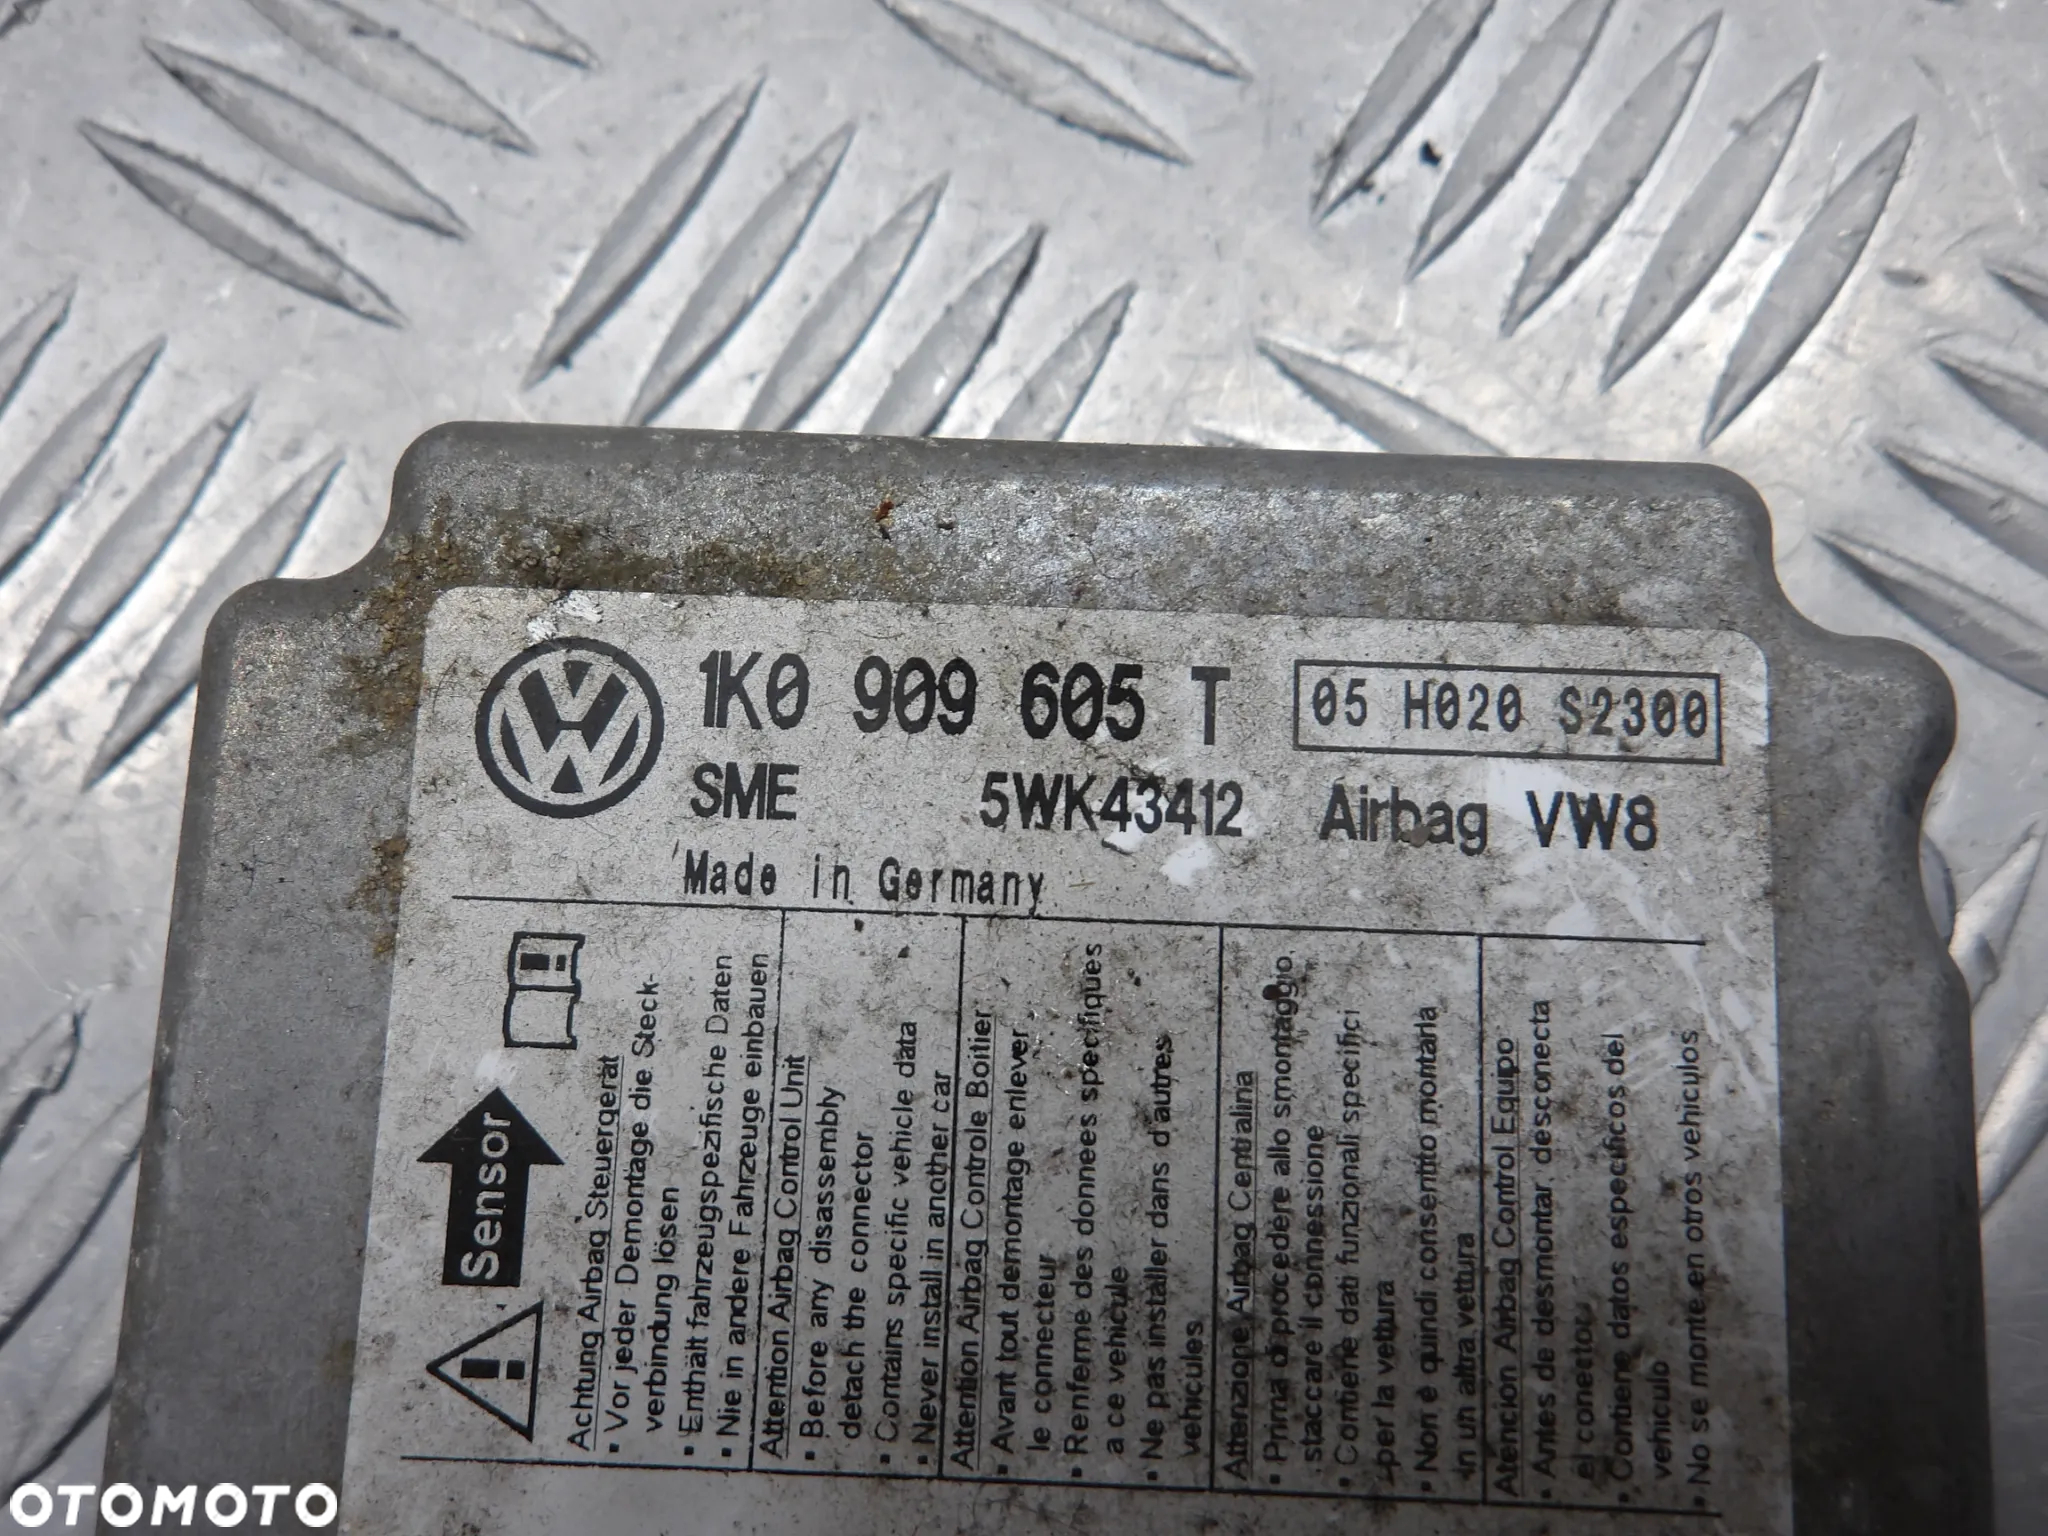 1K0 909 605 T 05 H020 S2300
SME 5WK43412 Airbag VW8
Made in Germany
Sensor
Achtung Airbag Steuergerät
• Vor jeder Demontage die Steck-
verbindung lösen
• Enthält fahrzeugspezifische Daten
• Nie in andere Fahrzeuge einbauen
Attention Airbag Control Unit
• Before any disassembly
detach the connector
• Contains specific vehicle data
• Never install in another car
Attention Airbag Controle Boitier
• Avant tout demontage enlever
le connecteur
• Renferme des donnees specifiques
a ce vehicule
• Ne pas installer dans d'autres
vehicules
Attenzione Airbag Centialina
• Prima di procedere allo smontaggio,
staccare il connessione
• Contiene dati funzionali specifici
per la vettura
• Non e quindi consentito montarla
in un altra vettura
Atencion Airbag Control Equipo
• Antes de desmontar, desconecta
el conector
• Contiene datos especificos del
vehiculo
• No se monte en otros vehiculos
OTOMOTO